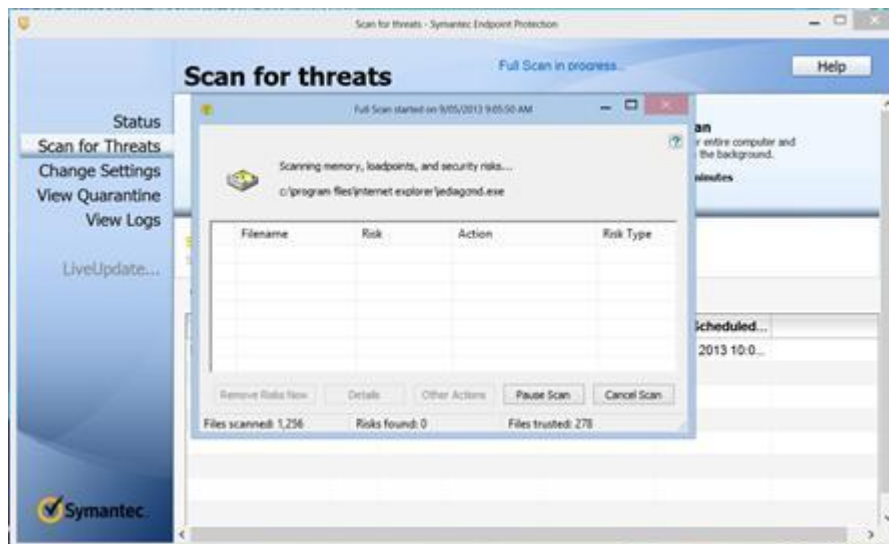 Scan for threats - Symantec Endpoint Protection
Scan for threats
Full Scan in progress...
Help
Status
Scan for Threats
Change Settings
View Quarantine
View Logs
LiveUpdate...
Full Scan started on 9/05/2013 9:05:50 AM
an
r entire computer and
the background.
minutes
Scanning memory, loadpoints, and security risks...
c:\program files\internet explorer\iediagcmd.exe
Filename Risk Action Risk Type
Scheduled...
2013 10:0...
Remove Risks Now Details Other Actions Pause Scan Cancel Scan
Files scanned: 1,256 Risks found: 0 Files trusted: 278
Symantec.